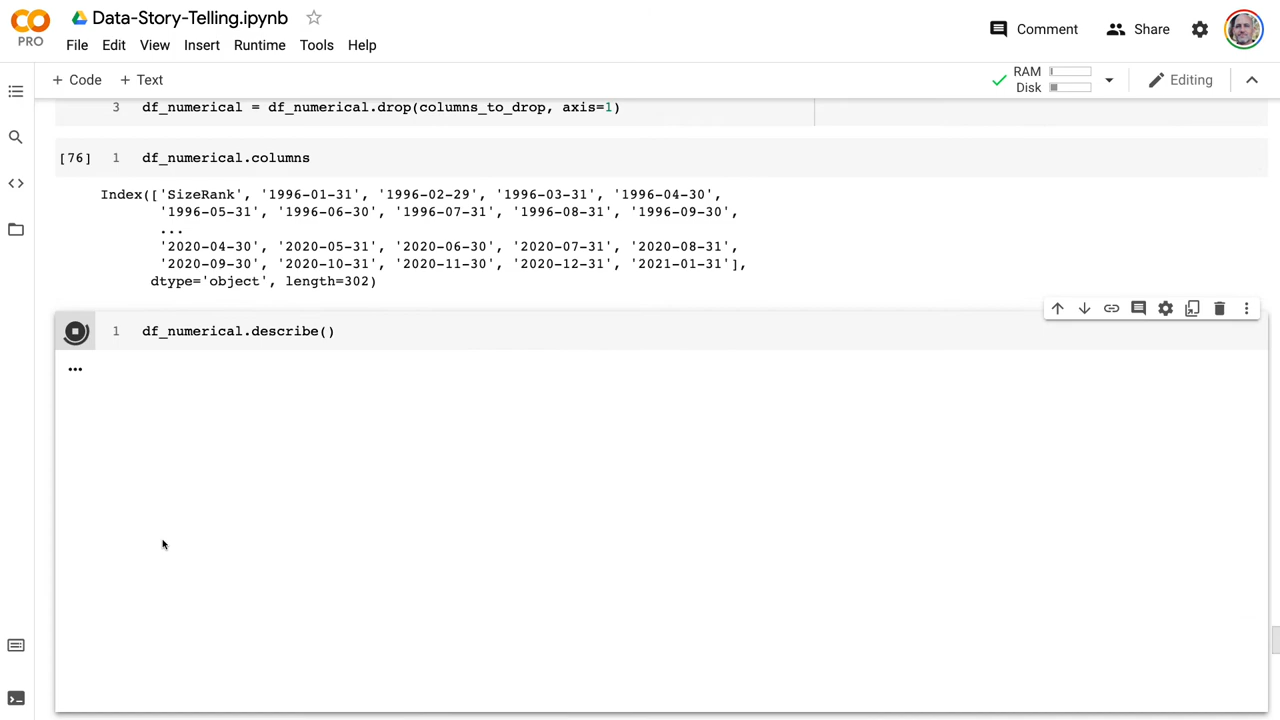 CO
PRO
Data-Story-Telling.ipynb
Comment
Share
File Edit View Insert Runtime Tools Help
+ Code + Text
RAM
Disk
Editing
3 df_numerical = df_numerical.drop(columns_to_drop, axis=1)
[76] 1 df_numerical.columns
Index(['SizeRank', '1996-01-31', '1996-02-29', '1996-03-31', '1996-04-30',
'1996-05-31', '1996-06-30', '1996-07-31', '1996-08-31', '1996-09-30',
...
'2020-04-30', '2020-05-31', '2020-06-30', '2020-07-31', '2020-08-31',
'2020-09-30', '2020-10-31', '2020-11-30', '2020-12-31', '2021-01-31'],
dtype='object', length=302)
1 df_numerical.describe()
...